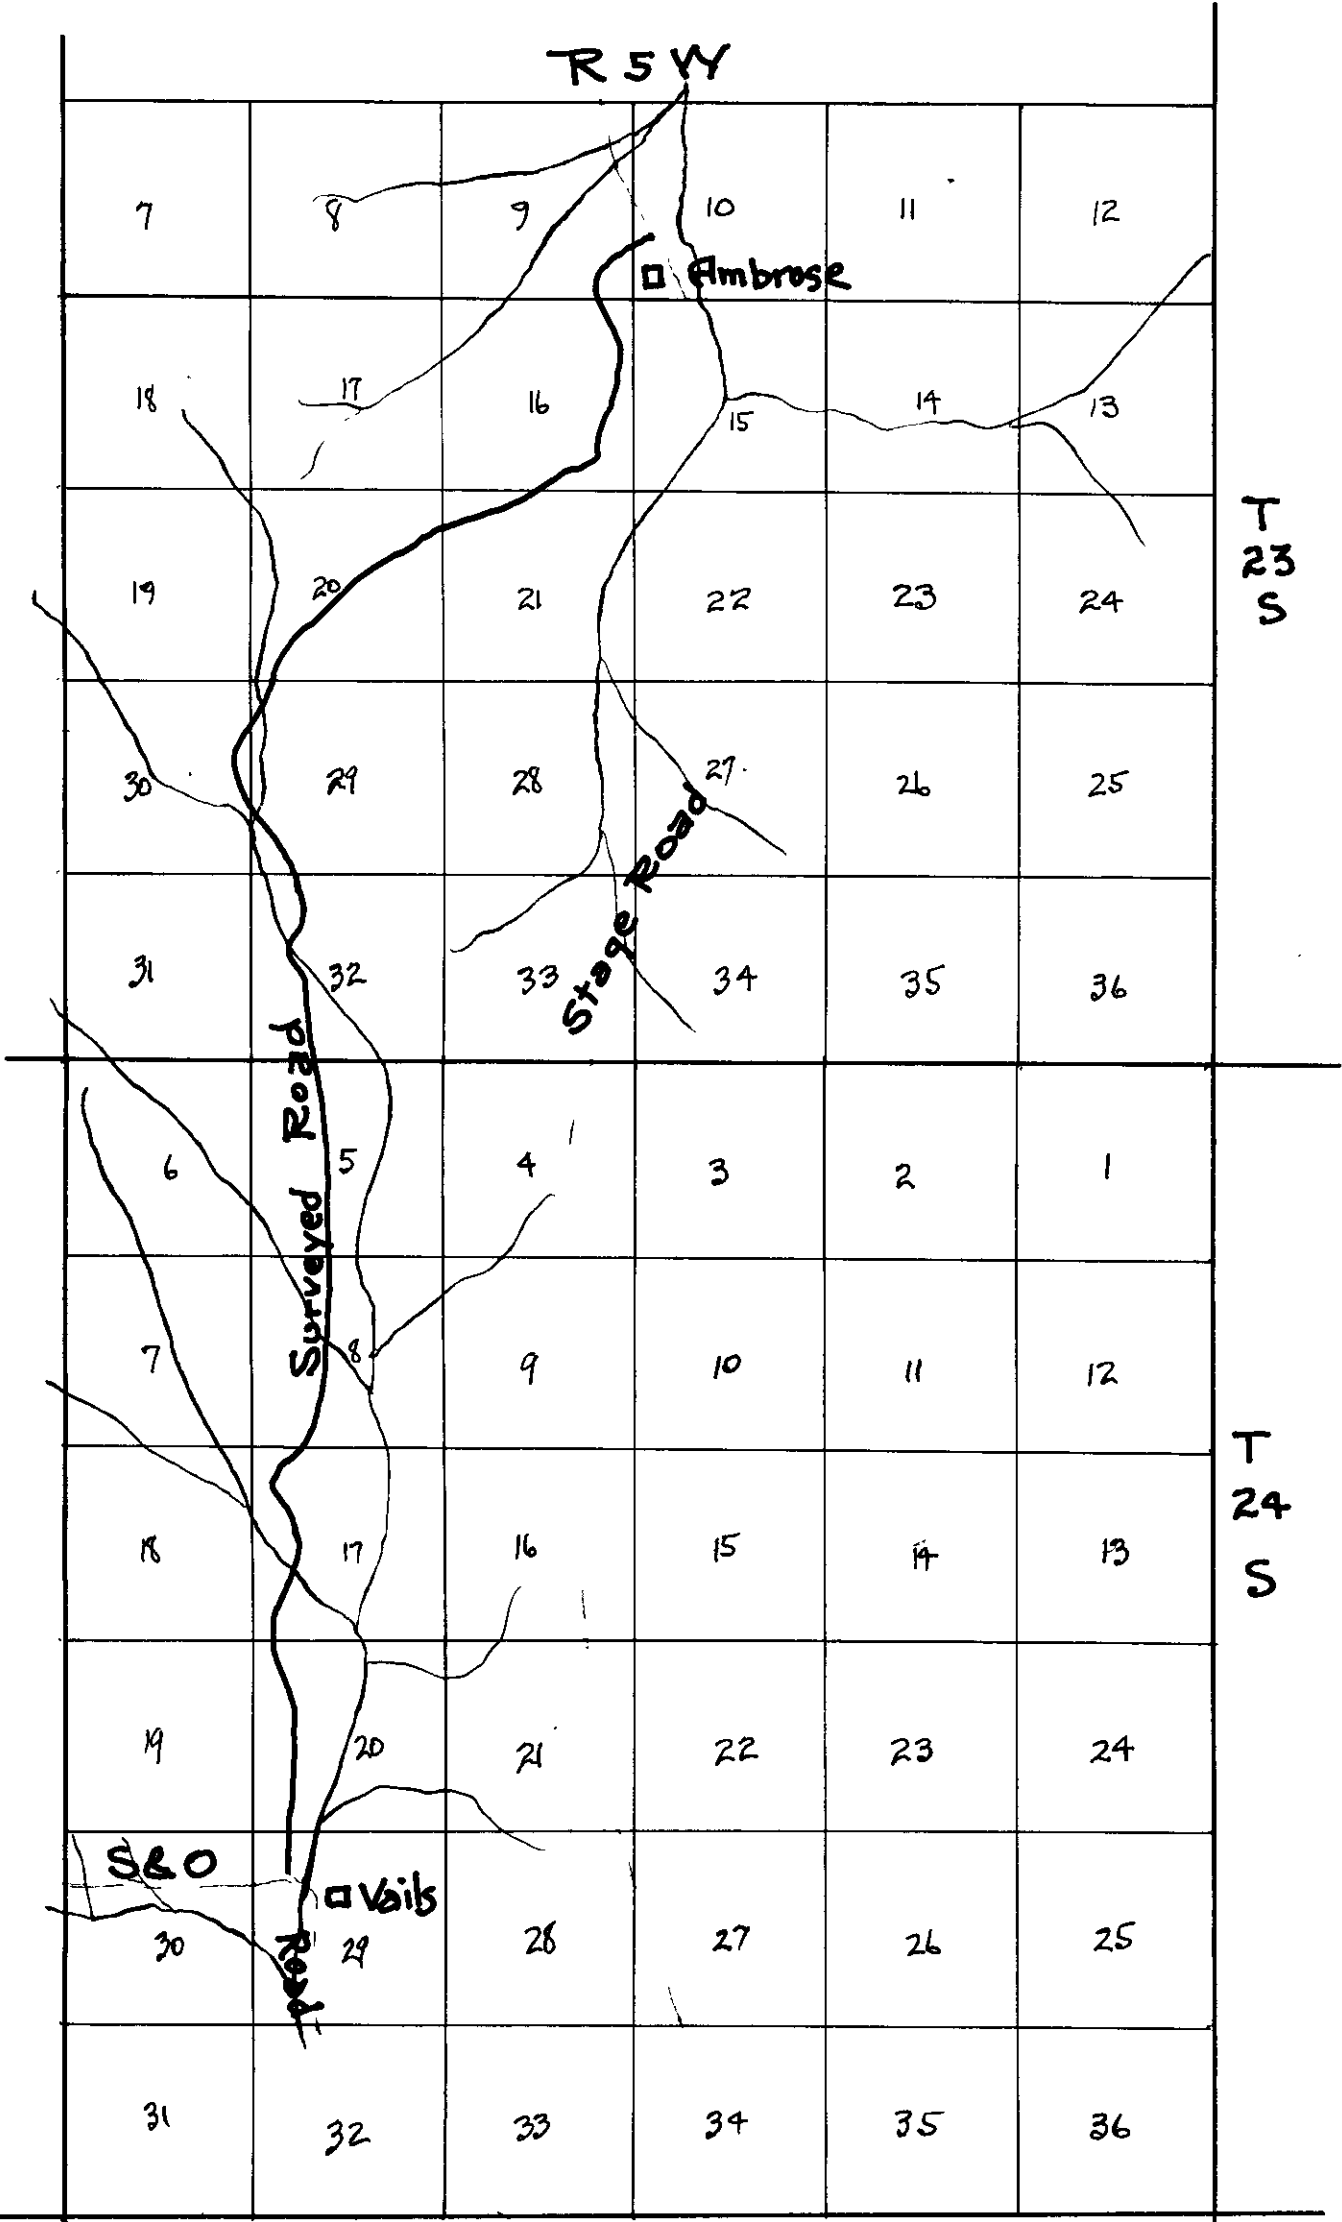 R 5 W
7 8 9 10 11 12
Ambrose
18 17 16 15 14 13
T
23
S
19 20 21 22 23 24
30 29 28 27 26 25
Stage Road
31 32 33 34 35 36
Surveyed Road
6 5 4 3 2 1
7 8 9 10 11 12
T
24
S
18 17 16 15 14 13
19 20 21 22 23 24
S&O
Road
Vails
30 29 28 27 26 25
31 32 33 34 35 36